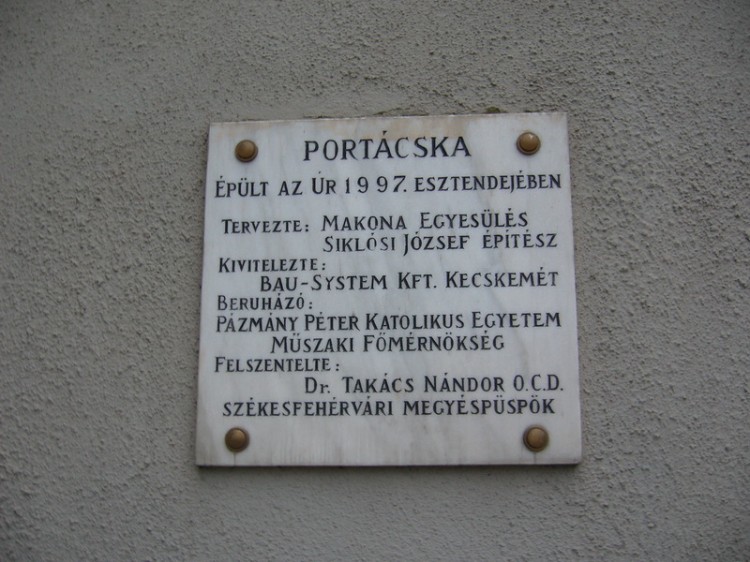 PORTÁCSKA
ÉPÜLT AZ ÚR 1997. ESZTENDEJÉBEN
TERVEZTE: MAKONA EGYESÜLÉS
SIKLÓSI JÓZSEF ÉPÍTÉSZ
KIVITELEZTE:
BAU-SYSTEM KFT. KECSKEMÉT
BERUHÁZÓ:
PÁZMÁNY PÉTER KATOLIKUS EGYETEM
MŰSZAKI FŐMÉRNÖKSÉG
FELSZENTELTE:
Dr. TAKÁCS NÁNDOR O.C.D.
SZÉKESFEHÉRVÁRI MEGYÉSPÜSPÖK